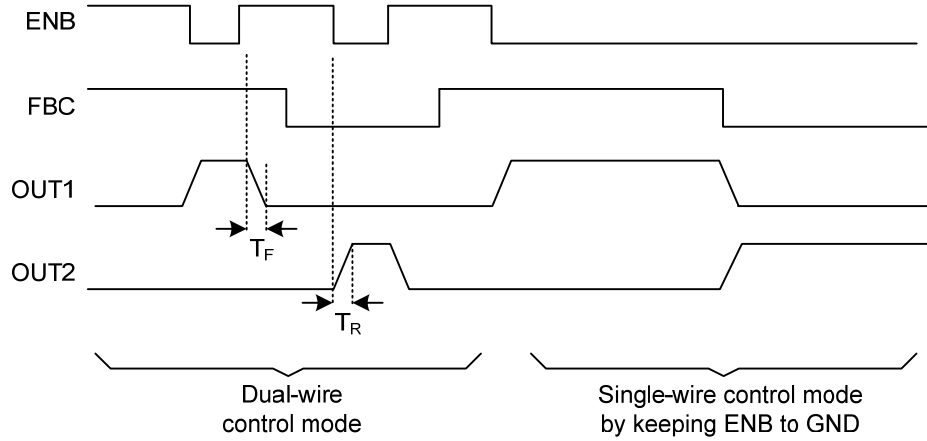 ENB
FBC
OUT1
TF
OUT2
TR
Dual-wire
control mode
Single-wire control mode
by keeping ENB to GND